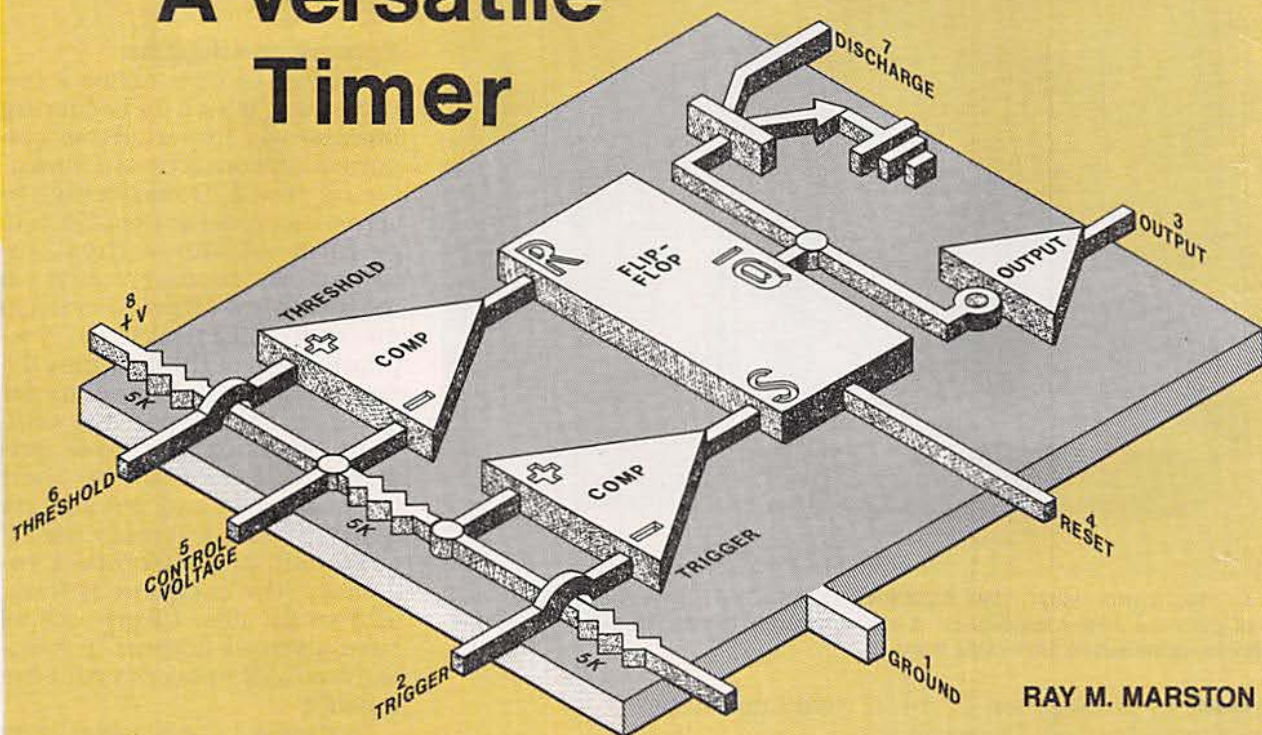 A Versatile
Timer
7
DISCHARGE
3
OUTPUT
OUTPUT
R
FLIP-
FLOP
Q
S
THRESHOLD
8
+V
+
COMP
−
5K
6
THRESHOLD
5
CONTROL
VOLTAGE
5K
+
COMP
−
TRIGGER
4
RESET
2
TRIGGER
5K
1
GROUND
RAY M. MARSTON